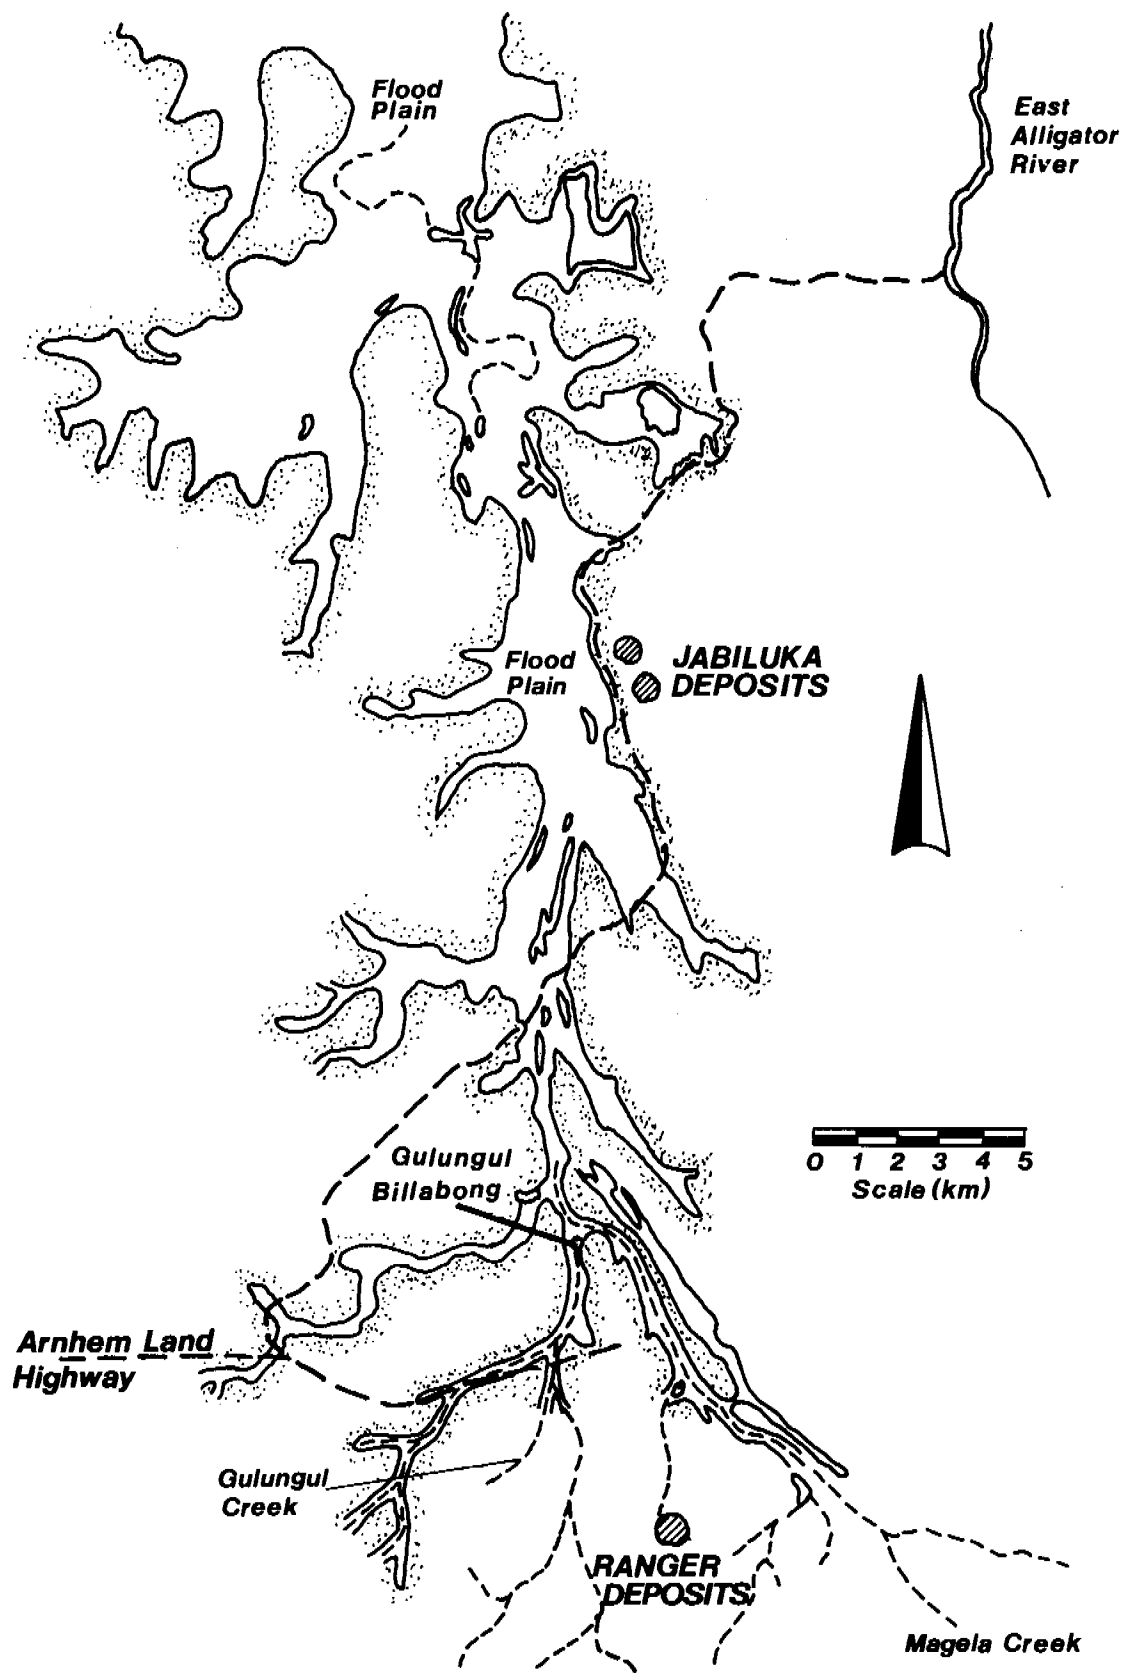 Flood
Plain
East
Alligator
River
Flood
Plain
JABILUKA
DEPOSITS
0 1 2 3 4 5
Scale (km)
Gulungul
Billabong
Arnhem Land
Highway
Gulungul
Creek
RANGER
DEPOSITS
Magela Creek